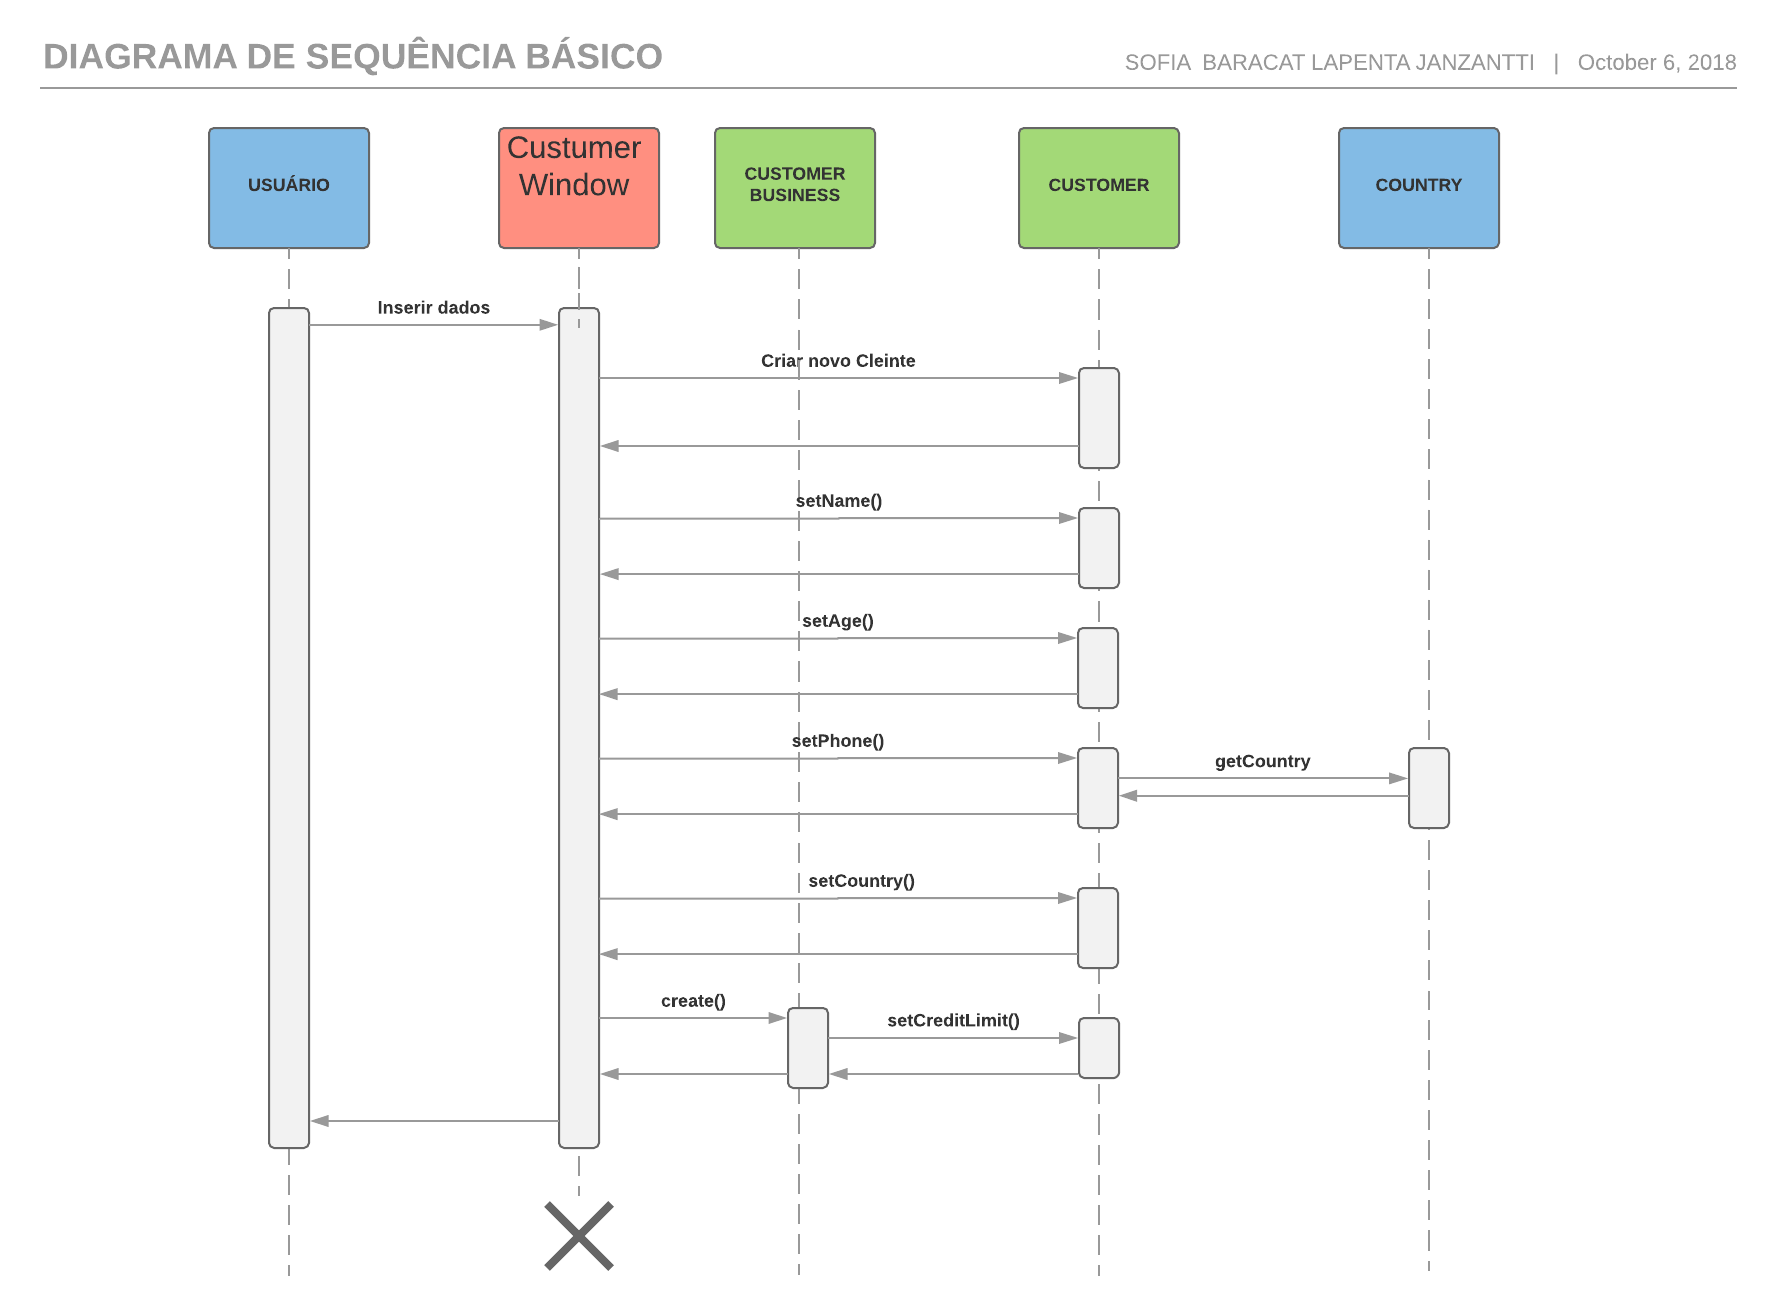 DIAGRAMA DE SEQUÊNCIA BÁSICO
SOFIA  BARACAT LAPENTA JANZANTTI   |   October 6, 2018
USUÁRIO
Custumer
Window
CUSTOMER
BUSINESS
CUSTOMER
COUNTRY
Inserir dados
Criar novo Cleinte
setName()
setAge()
setPhone()
getCountry
setCountry()
create()
setCreditLimit()